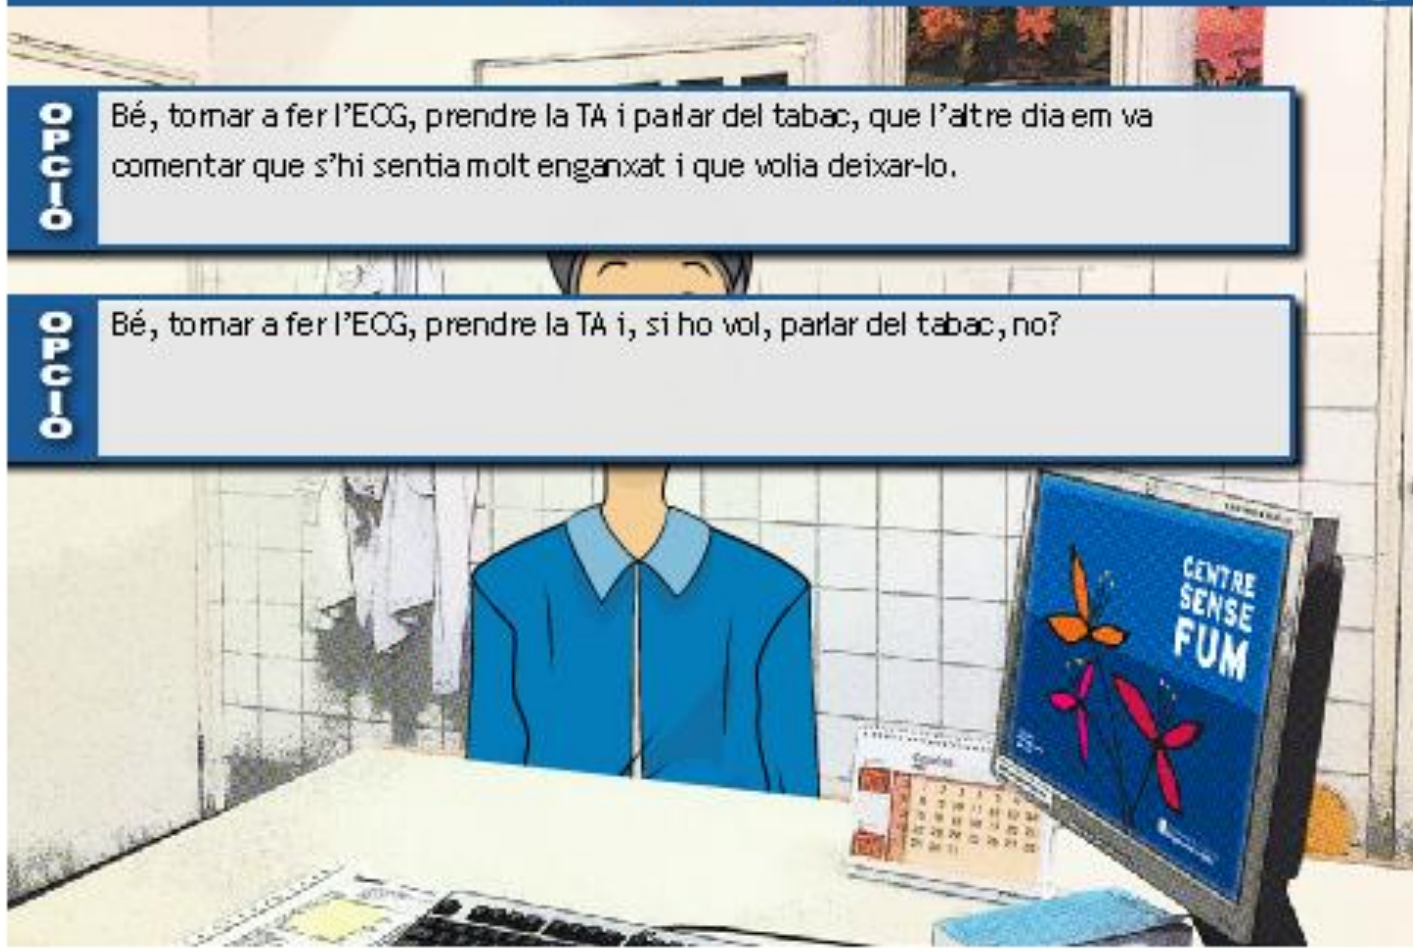 OPCIÓ
Bé, tornar a fer l'ECG, prendre la TA i parlar del tabac, que l'altre dia em va
comentar que s'hi sentia molt enganxat i que volia deixar-lo.
OPCIÓ
Bé, tornar a fer l'ECG, prendre la TA i, si ho vol, parlar del tabac, no?
CENTRE
SENSE
FUM